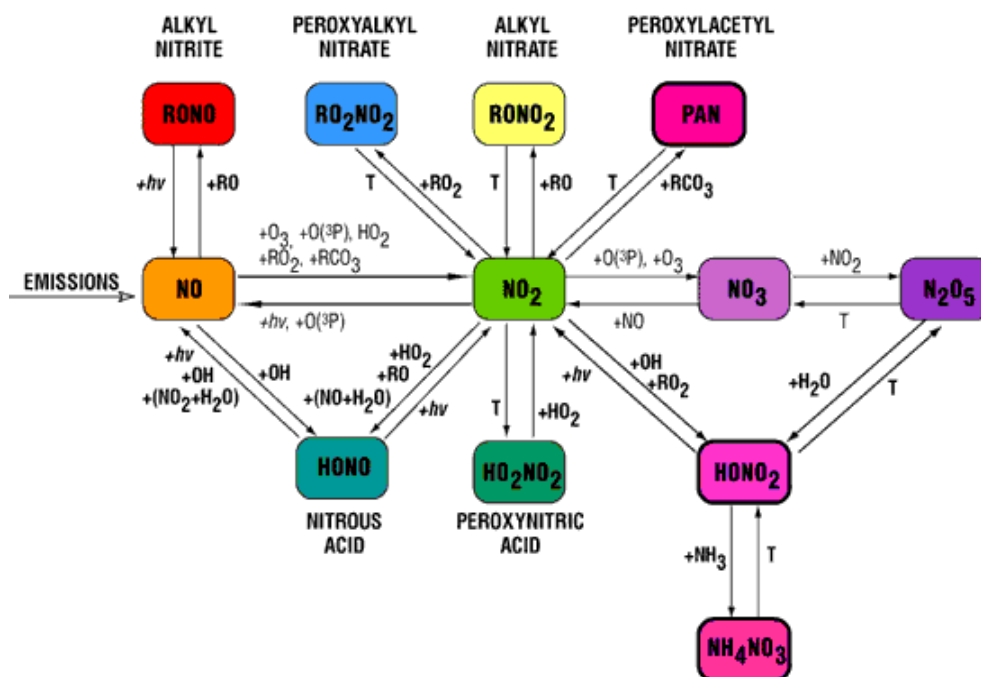 ALKYL
NITRITE
PEROXYALKYL
NITRATE
ALKYL
NITRATE
PEROXYLACETYL
NITRATE
RONO
RO₂NO₂
RONO₂
PAN
+hν
+RO
T
+RO₂
T
+RO
T
+RCO₃
+O₃, +O(³P), HO₂
+RO₂, +RCO₃
+O(³P), +O₃
+NO₂
EMISSIONS
NO
NO₂
NO₃
N₂O₅
+hν, +O(³P)
+NO
T
+hν
+OH
+(NO₂+H₂O)
+OH
+HO₂
+RO
+(NO+H₂O)
+hν
T
+HO₂
+hν
+OH
+RO₂
+H₂O
T
HONO
HO₂NO₂
HONO₂
NITROUS
ACID
PEROXYNITRIC
ACID
+NH₃
T
NH₄NO₃